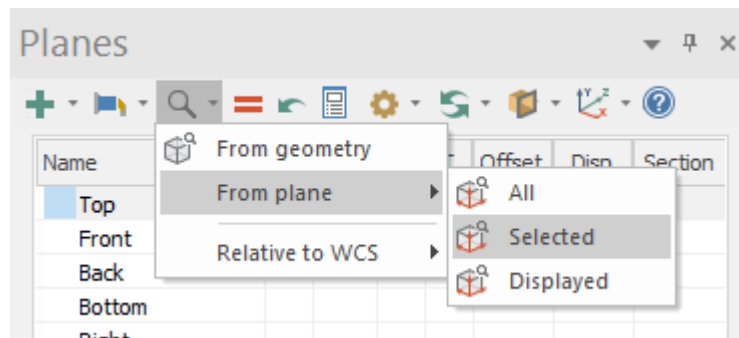 Planes
Name Offset Disp Section
From geometry
Top
From plane
All
Front
Selected
Relative to WCS
Back
Displayed
Bottom